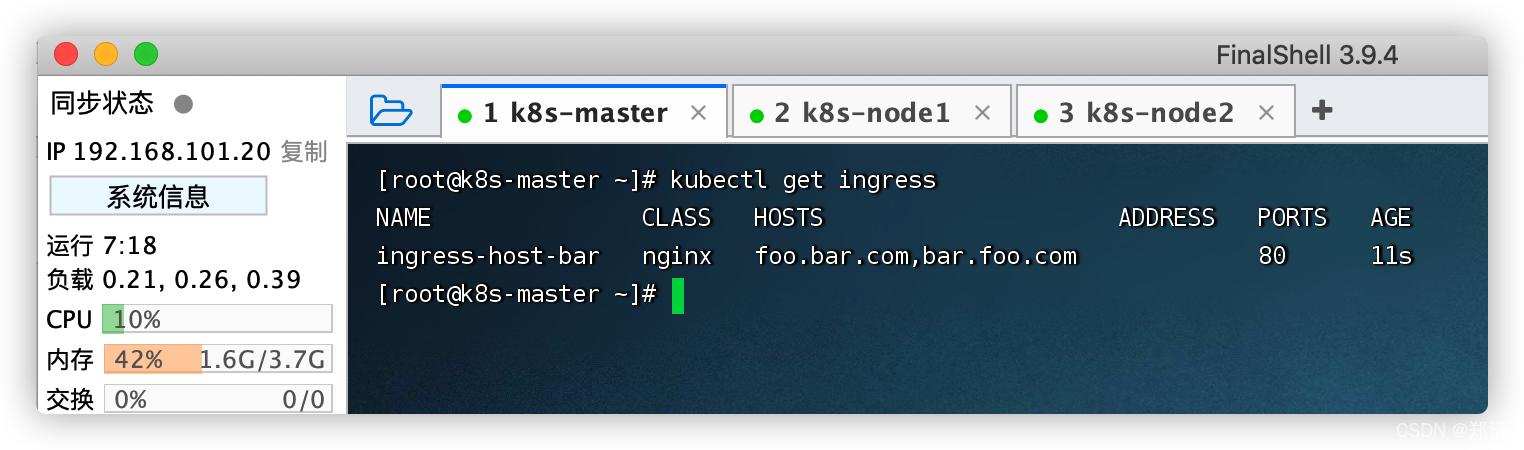 FinalShell 3.9.4
同步状态
IP 192.168.101.20 复制
系统信息
运行 7:18
负载 0.21, 0.26, 0.39
CPU 10%
内存 42% 1.6G/3.7G
交换 0% 0/0
1 k8s-master × 2 k8s-node1 × 3 k8s-node2 × +
[root@k8s-master ~]# kubectl get ingress
NAME CLASS HOSTS ADDRESS PORTS AGE
ingress-host-bar nginx foo.bar.com,bar.foo.com 80 11s
[root@k8s-master ~]#
CSDN @郑